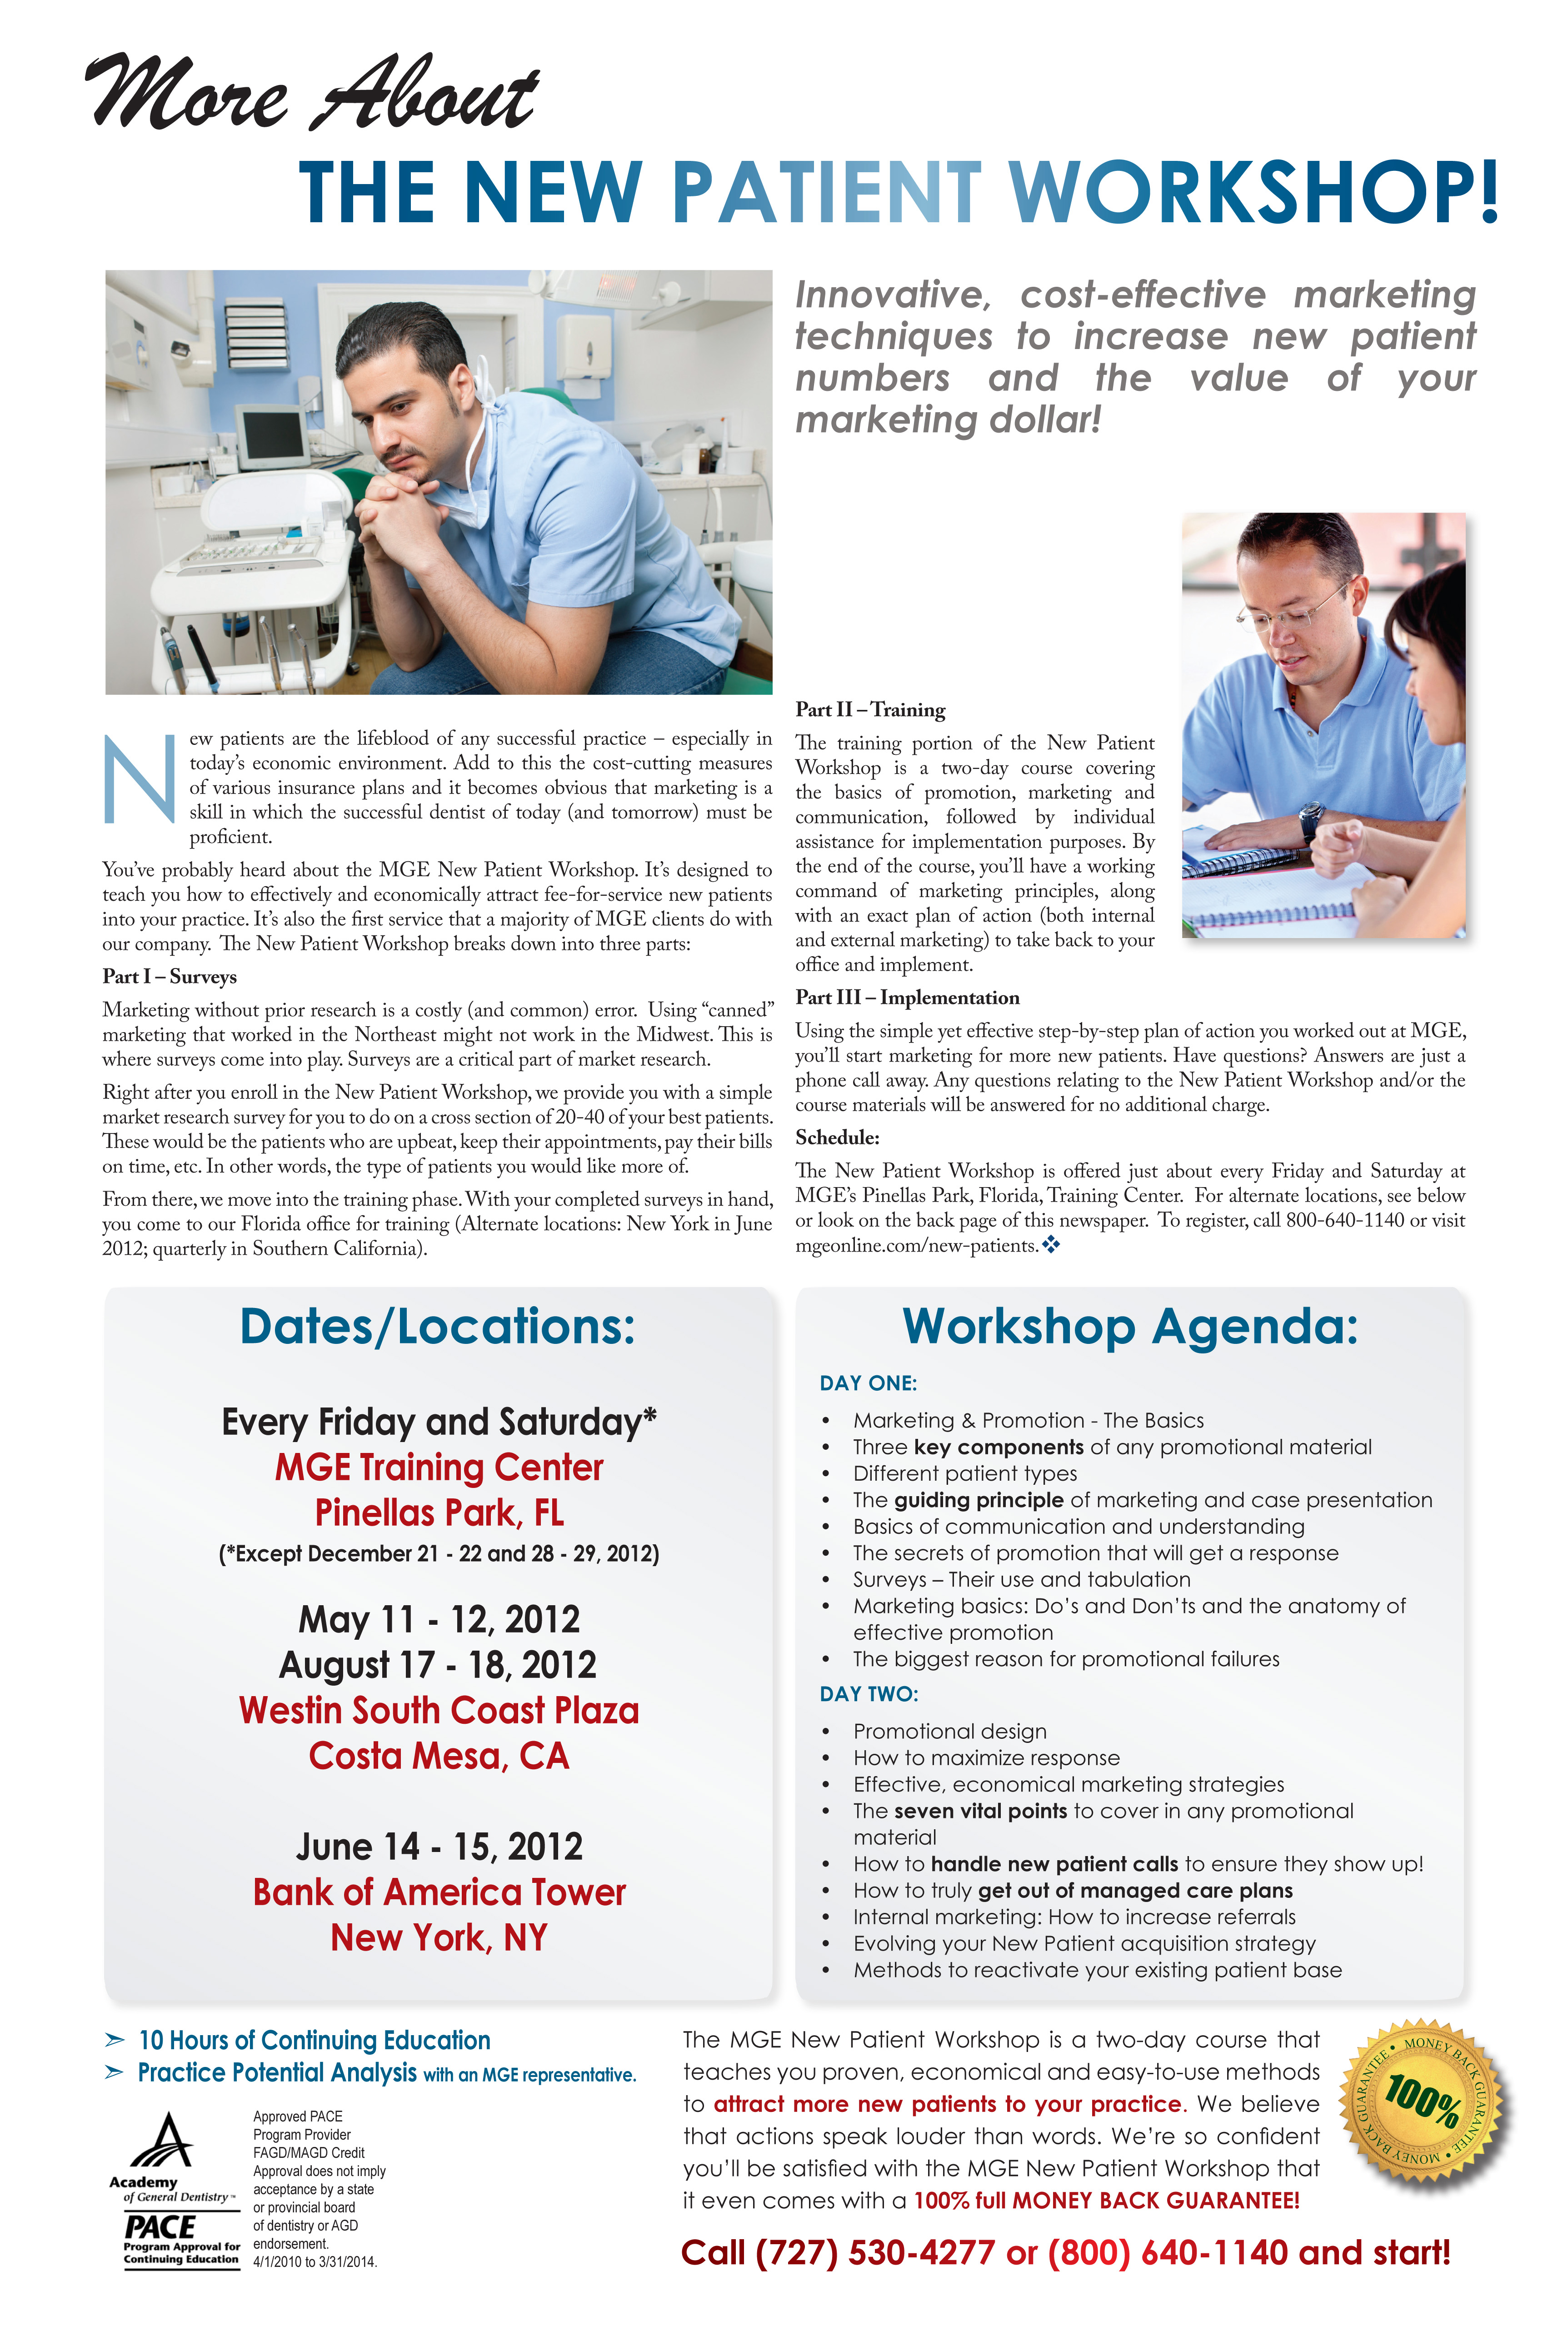 More About
THE NEW PATIENT WORKSHOP!
Innovative, cost-effective marketing
techniques to increase new patient
numbers and the value of your
marketing dollar!
New patients are the lifeblood of any successful practice – especially in
today's economic environment. Add to this the cost-cutting measures
of various insurance plans and it becomes obvious that marketing is a
skill in which the successful dentist of today (and tomorrow) must be
proficient.
You've probably heard about the MGE New Patient Workshop. It's designed to
teach you how to effectively and economically attract fee-for-service new patients
into your practice. It's also the first service that a majority of MGE clients do with
our company. The New Patient Workshop breaks down into three parts:
Part I – Surveys
Marketing without prior research is a costly (and common) error. Using “canned”
marketing that worked in the Northeast might not work in the Midwest. This is
where surveys come into play. Surveys are a critical part of market research.
Right after you enroll in the New Patient Workshop, we provide you with a simple
market research survey for you to do on a cross section of 20-40 of your best patients.
These would be the patients who are upbeat, keep their appointments, pay their bills
on time, etc. In other words, the type of patients you would like more of.
From there, we move into the training phase. With your completed surveys in hand,
you come to our Florida office for training (Alternate locations: New York in June
2012; quarterly in Southern California).
Part II – Training
The training portion of the New Patient
Workshop is a two-day course covering
the basics of promotion, marketing and
communication, followed by individual
assistance for implementation purposes. By
the end of the course, you'll have a working
command of marketing principles, along
with an exact plan of action (both internal
and external marketing) to take back to your
office and implement.
Part III – Implementation
Using the simple yet effective step-by-step plan of action you worked out at MGE,
you'll start marketing for more new patients. Have questions? Answers are just a
phone call away. Any questions relating to the New Patient Workshop and/or the
course materials will be answered for no additional charge.
Schedule:
The New Patient Workshop is offered just about every Friday and Saturday at
MGE's Pinellas Park, Florida, Training Center. For alternate locations, see below
or look on the back page of this newspaper. To register, call 800-640-1140 or visit
mgeonline.com/new-patients.
Dates/Locations:
Every Friday and Saturday*
MGE Training Center
Pinellas Park, FL
(*Except December 21 - 22 and 28 - 29, 2012)
May 11 - 12, 2012
August 17 - 18, 2012
Westin South Coast Plaza
Costa Mesa, CA
June 14 - 15, 2012
Bank of America Tower
New York, NY
Workshop Agenda:
DAY ONE:
• Marketing & Promotion - The Basics
• Three key components of any promotional material
• Different patient types
• The guiding principle of marketing and case presentation
• Basics of communication and understanding
• The secrets of promotion that will get a response
• Surveys – Their use and tabulation
• Marketing basics: Do's and Don'ts and the anatomy of
effective promotion
• The biggest reason for promotional failures
DAY TWO:
• Promotional design
• How to maximize response
• Effective, economical marketing strategies
• The seven vital points to cover in any promotional
material
• How to handle new patient calls to ensure they show up!
• How to truly get out of managed care plans
• Internal marketing: How to increase referrals
• Evolving your New Patient acquisition strategy
• Methods to reactivate your existing patient base
➢ 10 Hours of Continuing Education
➢ Practice Potential Analysis with an MGE representative.
Academy
of General Dentistry™
PACE
Program Approval for
Continuing Education
Approved PACE
Program Provider
FAGD/MAGD Credit
Approval does not imply
acceptance by a state
or provincial board
of dentistry or AGD
endorsement.
4/1/2010 to 3/31/2014.
The MGE New Patient Workshop is a two-day course that
teaches you proven, economical and easy-to-use methods
to attract more new patients to your practice. We believe
that actions speak louder than words. We're so confident
you'll be satisfied with the MGE New Patient Workshop that
it even comes with a 100% full MONEY BACK GUARANTEE!
MONEY BACK GUARANTEE • MONEY BACK GUARANTEE •
100%
Call (727) 530-4277 or (800) 640-1140 and start!